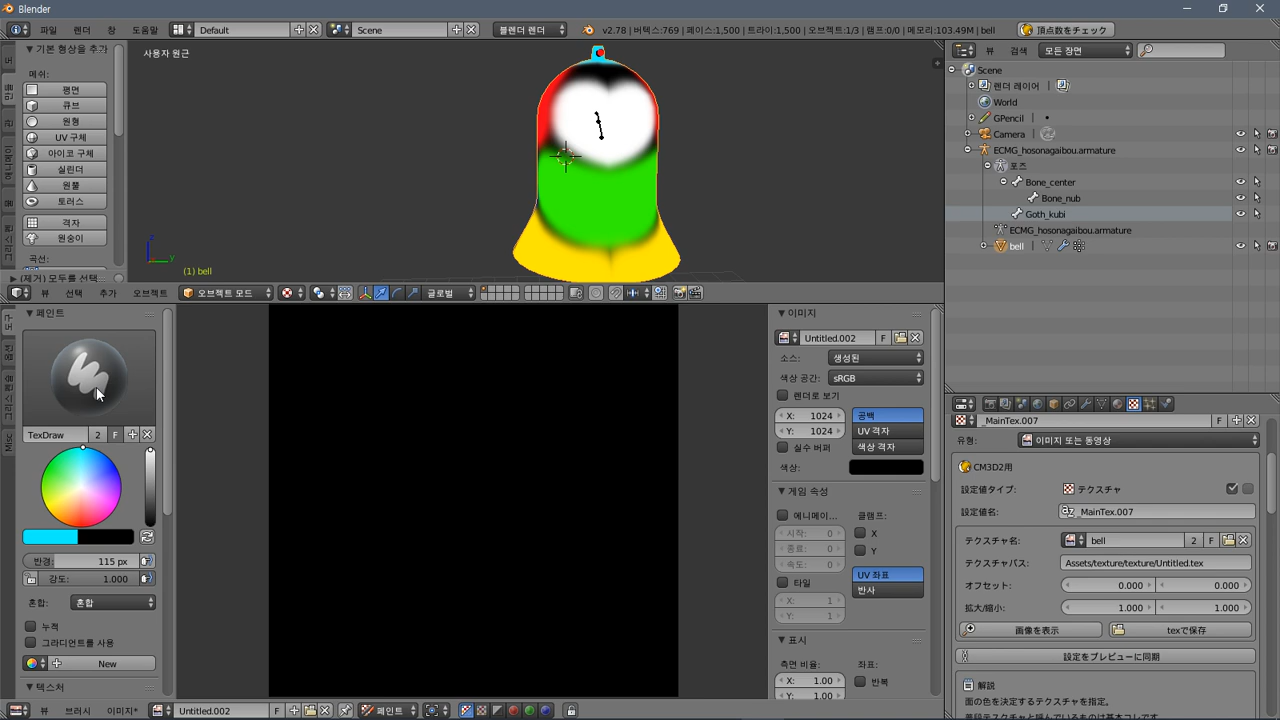 Blender
파일
렌더
창
도움말
Default
Scene
블렌더 렌더
v2.78 | 버텍스:769 | 페이스:1,500 | 트라이:1,500 | 오브젝트:1/3 | 램프:0/0 | 메모리:103.49M | bell
頂点数をチェック
기본 형상을 추가
메쉬:
평면
큐브
원형
UV 구체
아이코 구체
실린더
원뿔
토러스
격자
원숭이
곡선:
(제거) 모두를 선택...
사용자 원근
z
y
(1) bell
뷰
선택
추가
오브젝트
오브젝트 모드
글로벌
뷰
검색
모든 장면
Scene
렌더 레이어
World
GPencil
Camera
ECMG_hosonagaibou.armature
포즈
Bone_center
Bone_nub
Goth_kubi
ECMG_hosonagaibou.armature
bell
페인트
TexDraw
2
F
반경:
115 px
강도:
1.000
혼합:
혼합
누적
그라디언트를 사용
New
텍스처
Misc
이미지
Untitled.002
F
소스:
생성된
색상 공간:
sRGB
렌더로 보기
X: 1024
Y: 1024
공백
UV 격자
색상 격자
실수 버퍼
색상:
게임 속성
에니메이...
클램프:
시작: 0
종료: 0
속도: 0
X
Y
타일
X: 1
Y: 1
UV 좌표
반사
표시
측면 비율:
좌표:
X: 1.00
Y: 1.00
반복
뷰
브러시
이미지*
Untitled.002
F
페인트
_MainTex.007
F
유형:
이미지 또는 동영상
CM3D2用
設定値タイプ:
テクスチャ
設定値名:
_MainTex.007
テクスチャ名:
bell
2
F
テクスチャパス:
Assets/texture/texture/Untitled.tex
オフセット:
0.000
0.000
拡大/縮小:
1.000
1.000
画像を表示
texで保存
設定をプレビューに同期
解説
面の色を決定するテクスチャを指定。